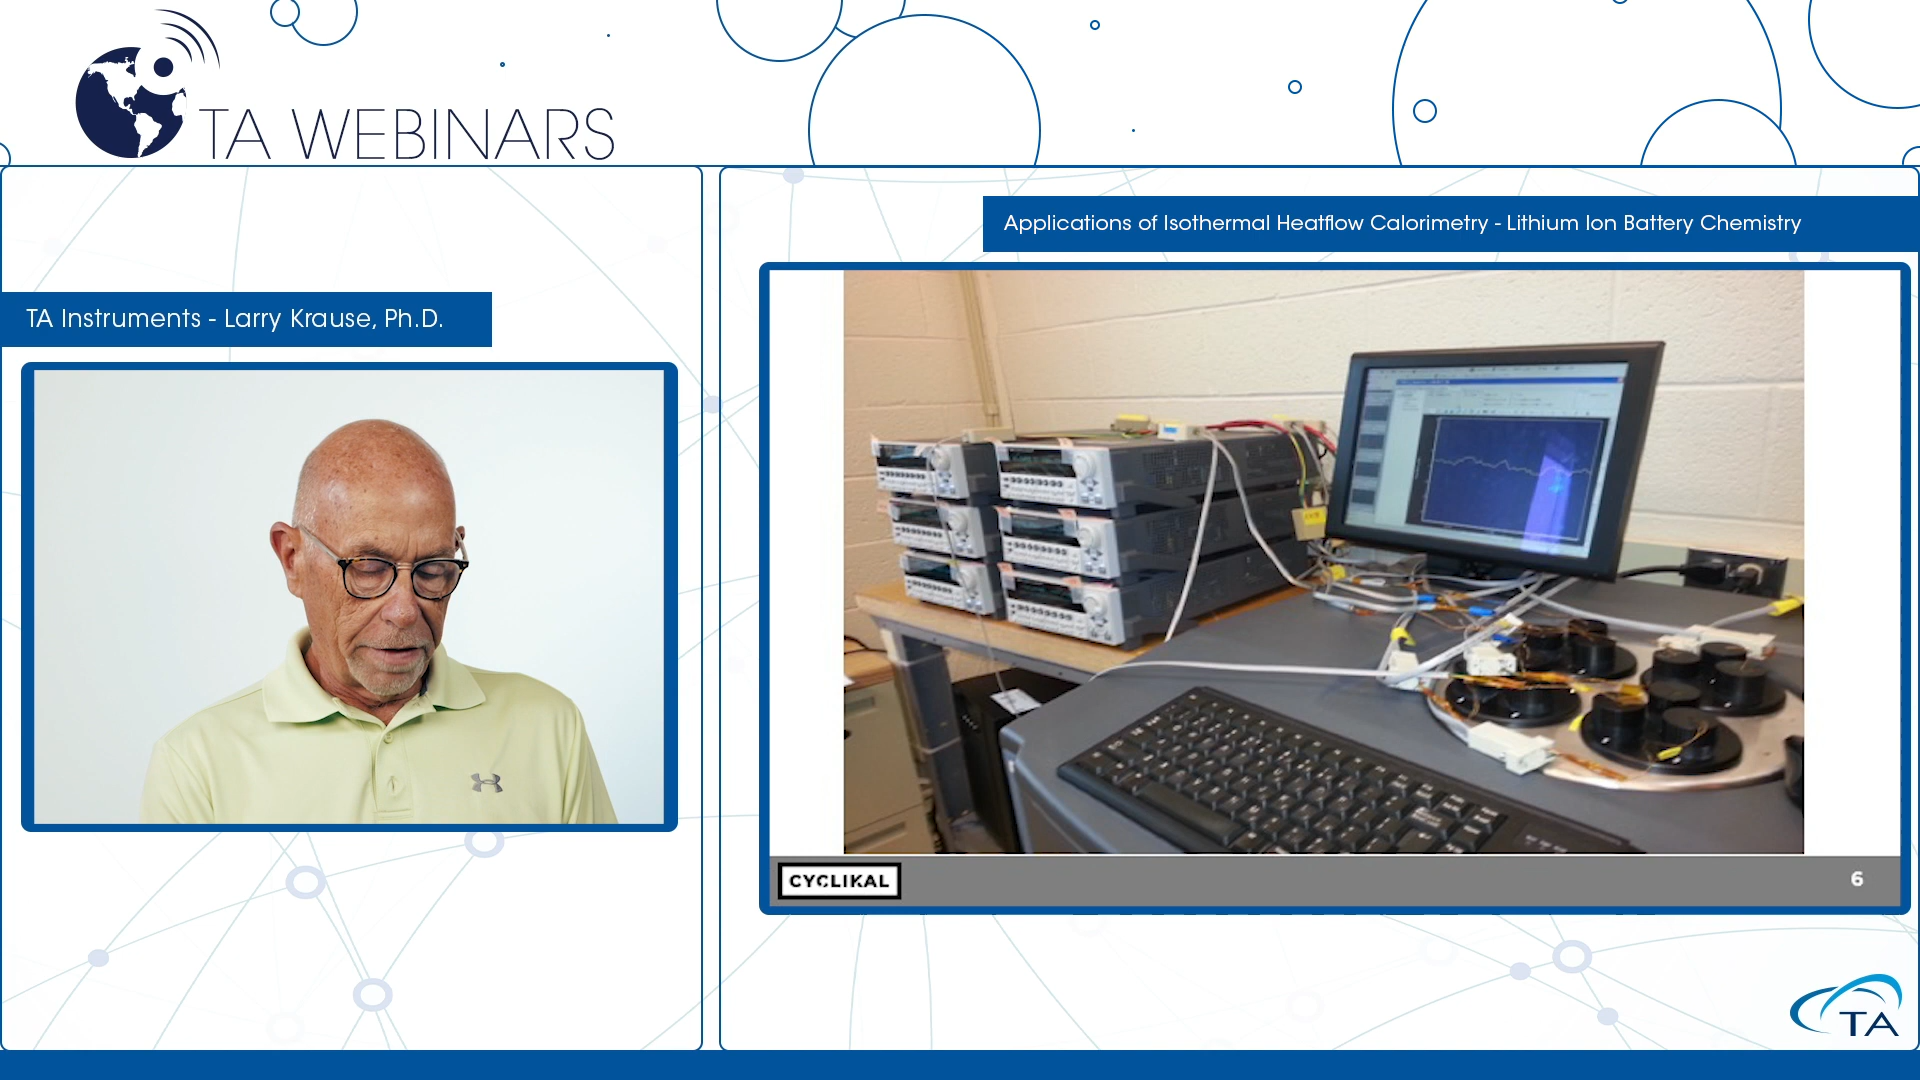 TA WEBINARS
TA Instruments - Larry Krause, Ph.D.
Applications of Isothermal Heatflow Calorimetry - Lithium Ion Battery Chemistry
CYCLIKAL
6
TA